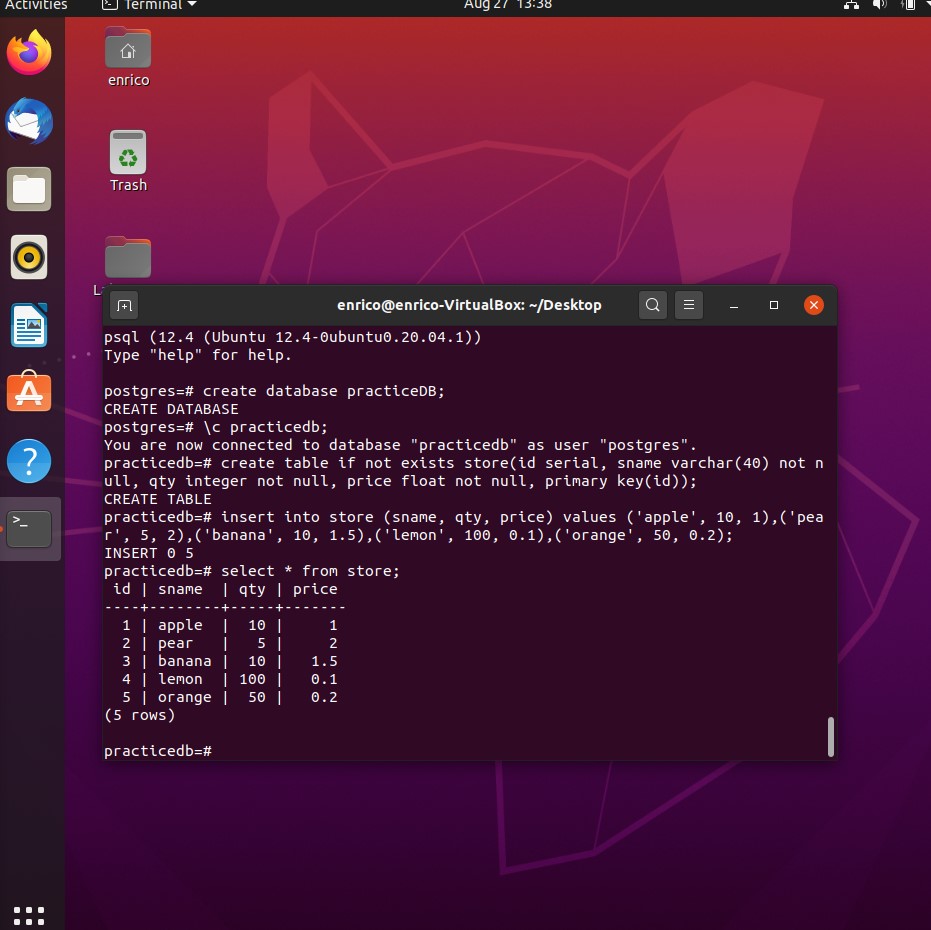 Activities Terminal Aug 27 13:38
enrico
Trash
enrico@enrico-VirtualBox: ~/Desktop
psql (12.4 (Ubuntu 12.4-0ubuntu0.20.04.1))
Type "help" for help.
postgres=# create database practiceDB;
CREATE DATABASE
postgres=# \c practicedb;
You are now connected to database "practicedb" as user "postgres".
practicedb=# create table if not exists store(id serial, sname varchar(40) not n
ull, qty integer not null, price float not null, primary key(id));
CREATE TABLE
practicedb=# insert into store (sname, qty, price) values ('apple', 10, 1),('pea
r', 5, 2),('banana', 10, 1.5),('lemon', 100, 0.1),('orange', 50, 0.2);
INSERT 0 5
practicedb=# select * from store;
 id | sname  | qty | price
----+--------+-----+-------
  1 | apple  |  10 |     1
  2 | pear   |   5 |     2
  3 | banana |  10 |   1.5
  4 | lemon  | 100 |   0.1
  5 | orange |  50 |   0.2
(5 rows)
practicedb=#